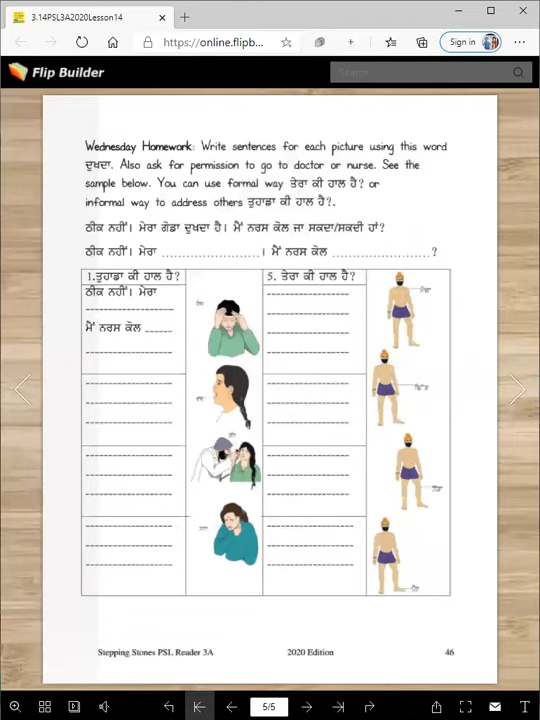 3.14PSL3A2020Lesson14
https://online.flipb...
Sign in
Flip Builder
Search
Wednesday Homework: Write sentences for each picture using this word
ਦੁਖਦਾ. Also ask for permission to go to doctor or nurse. See the
sample below. You can use formal way ਤੇਰਾ ਕੀ ਹਾਲ ਹੈ? or
informal way to address others ਤੁਹਾਡਾ ਕੀ ਹਾਲ ਹੈ?.
ਠੀਕ ਨਹੀਂ। ਮੇਰਾ ਗੋਡਾ ਦੁਖਦਾ ਹੈ। ਮੈਂ ਨਰਸ ਕੋਲ ਜਾ ਸਕਦਾ/ਸਕਦੀ ਹਾਂ?
ਠੀਕ ਨਹੀਂ। ਮੇਰਾ ........................। ਮੈਂ ਨਰਸ ਕੋਲ ........................?
1.ਤੁਹਾਡਾ ਕੀ ਹਾਲ ਹੈ?
ਠੀਕ ਨਹੀਂ। ਮੇਰਾ
ਮੈਂ ਨਰਸ ਕੋਲ ------
5. ਤੇਰਾ ਕੀ ਹਾਲ ਹੈ?
Stepping Stones PSL Reader 3A 2020 Edition 46
5/5